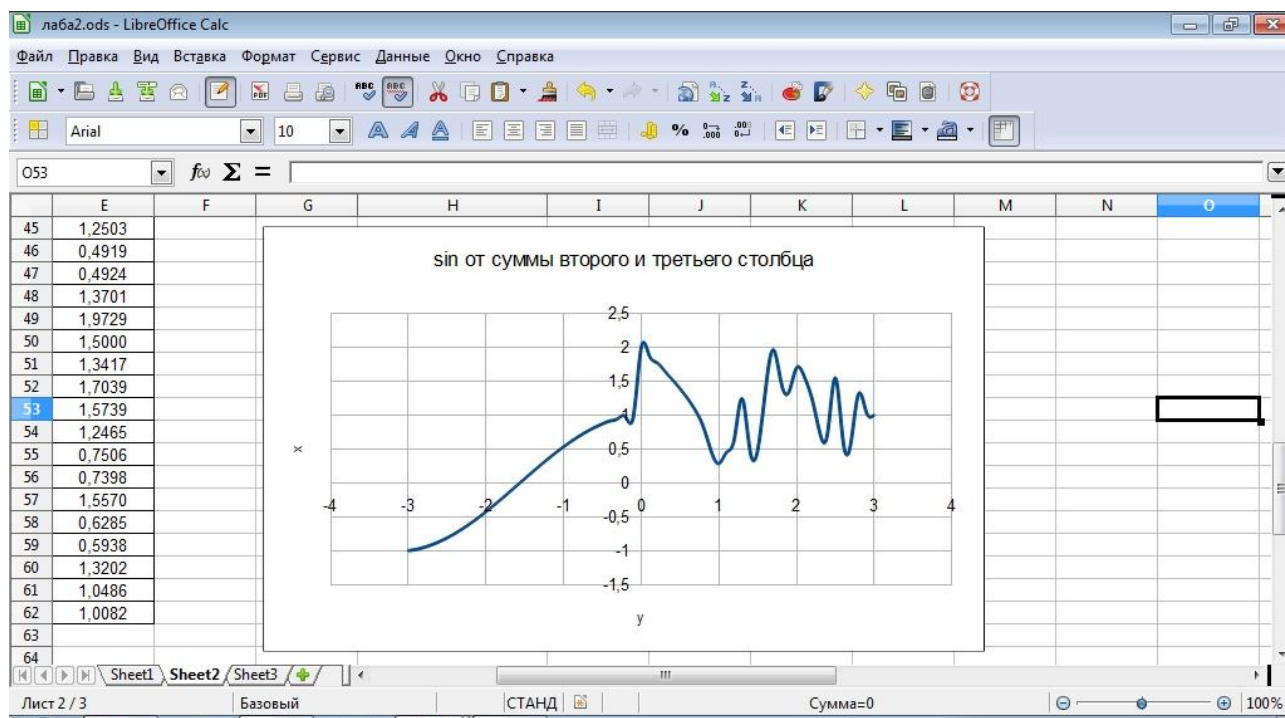 лаба2.ods - LibreOffice Calc
Файл Правка Вид Вставка Формат Сервис Данные Окно Справка
Arial 10
O53
E F G H I J K L M N O
45 1,2503
46 0,4919
47 0,4924
48 1,3701
49 1,9729
50 1,5000
51 1,3417
52 1,7039
53 1,5739
54 1,2465
55 0,7506
56 0,7398
57 1,5570
58 0,6285
59 0,5938
60 1,3202
61 1,0486
62 1,0082
63
64
sin от суммы второго и третьего столбца
2,5
2
1,5
1
0,5
0
-4 -3 -2 -1 0 1 2 3 4
-0,5
-1
-1,5
x
y
Sheet1 Sheet2 Sheet3
Лист 2 / 3 Базовый СТАНД Сумма=0 100%